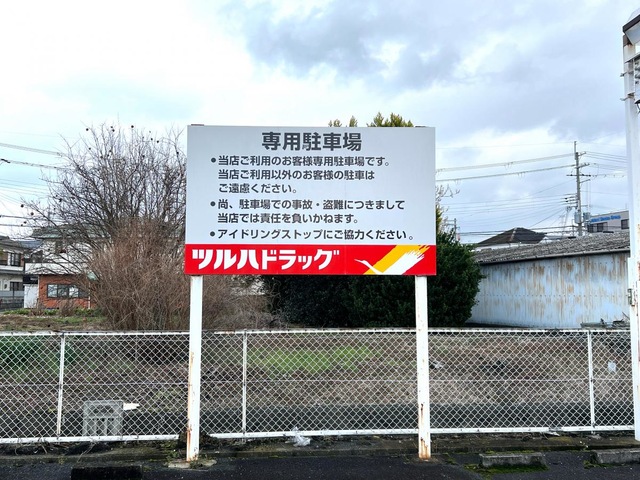 専用駐車場
●当店ご利用のお客様専用駐車場です。
当店ご利用以外のお客様の駐車は
ご遠慮ください。
●尚、駐車場での事故・盗難につきまして
当店では責任を負いかねます。
●アイドリングストップにご協力ください。
ツルハドラッグ